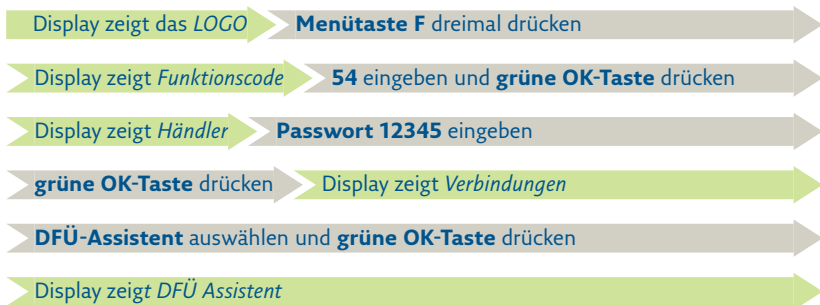 Display zeigt das LOGO Menütaste F dreimal drücken
Display zeigt Funktionscode 54 eingeben und grüne OK-Taste drücken
Display zeigt Händler Passwort 12345 eingeben
grüne OK-Taste drücken Display zeigt Verbindungen
DFÜ-Assistent auswählen und grüne OK-Taste drücken
Display zeigt DFÜ Assistent